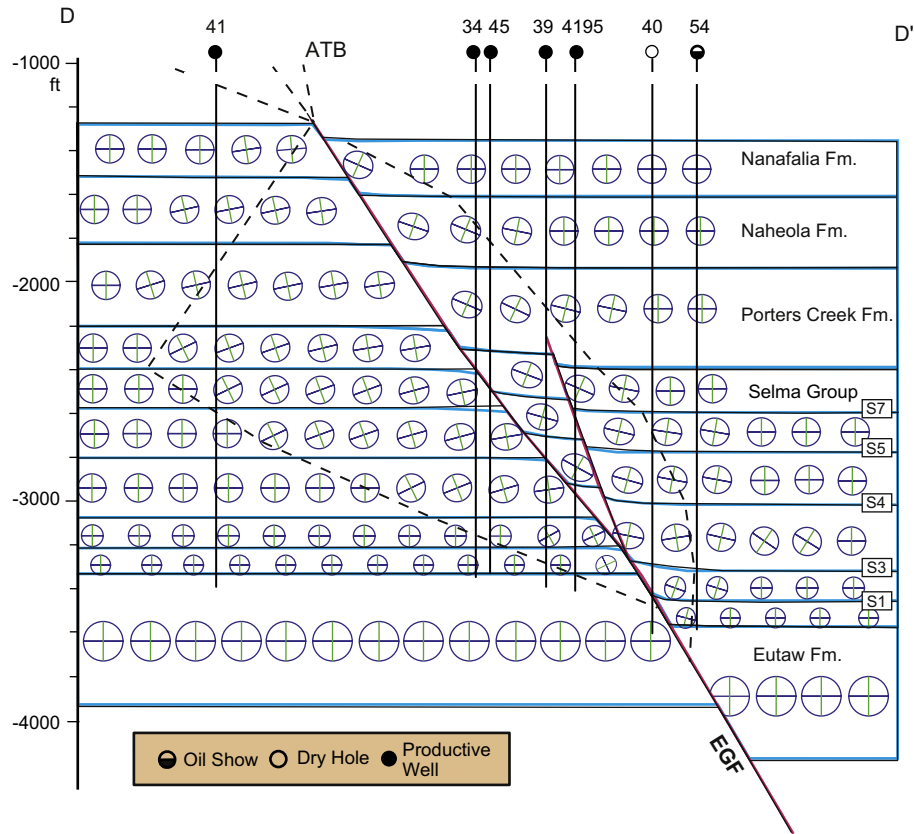 D
D'
41
ATB
34
45
39
4195
40
54
-1000
ft
Nanafalia Fm.
Naheola Fm.
-2000
Porters Creek Fm.
Selma Group
S7
S5
S4
-3000
S3
S1
Eutaw Fm.
-4000
EGF
Oil Show
Dry Hole
Productive
Well